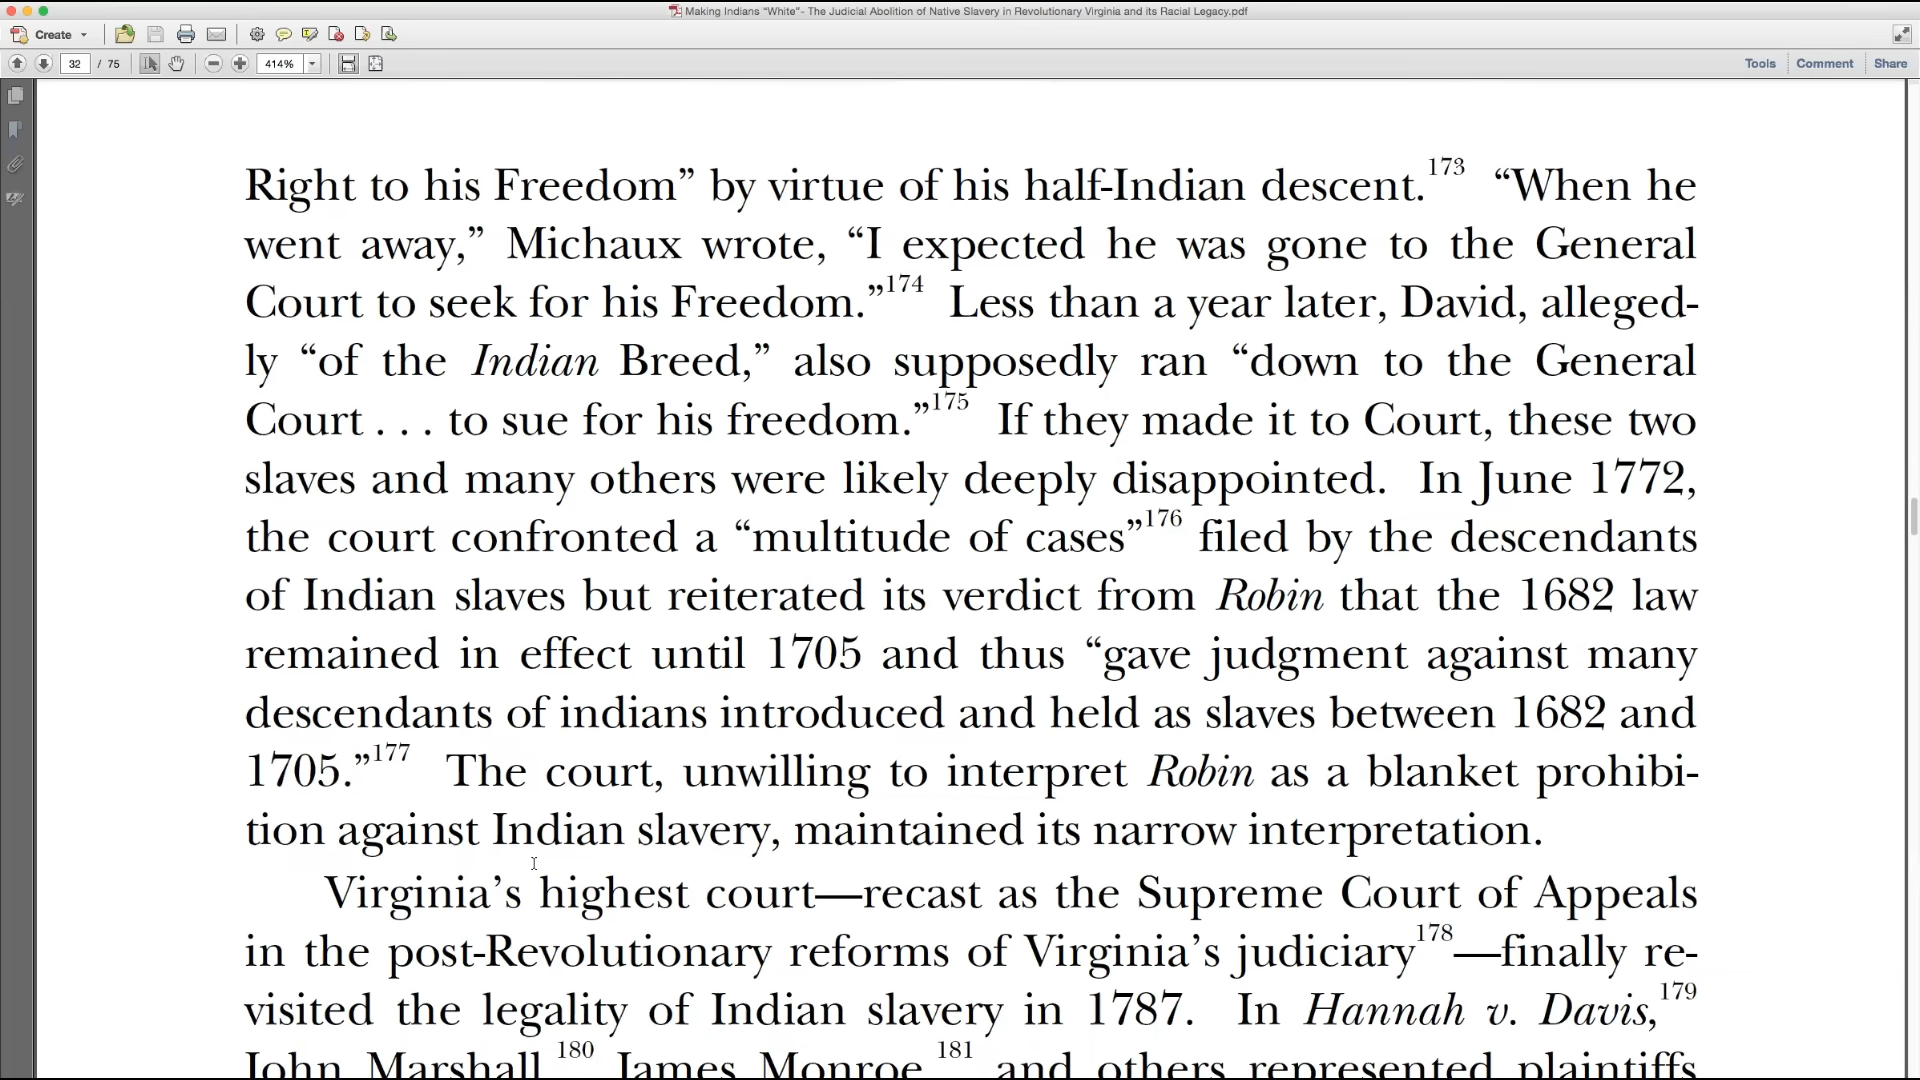 Making Indians “White”- The Judicial Abolition of Native Slavery in Revolutionary Virginia and its Racial Legacy.pdf
Create
32 / 75
414%
Tools
Comment
Share
Right to his Freedom” by virtue of his half-Indian descent.173 “When he
went away,” Michaux wrote, “I expected he was gone to the General
Court to seek for his Freedom.”174 Less than a year later, David, alleged-
ly “of the Indian Breed,” also supposedly ran “down to the General
Court . . . to sue for his freedom.”175 If they made it to Court, these two
slaves and many others were likely deeply disappointed. In June 1772,
the court confronted a “multitude of cases”176 filed by the descendants
of Indian slaves but reiterated its verdict from Robin that the 1682 law
remained in effect until 1705 and thus “gave judgment against many
descendants of indians introduced and held as slaves between 1682 and
1705.”177 The court, unwilling to interpret Robin as a blanket prohibi-
tion against Indian slavery, maintained its narrow interpretation.
Virginia’s highest court—recast as the Supreme Court of Appeals
in the post-Revolutionary reforms of Virginia’s judiciary178—finally re-
visited the legality of Indian slavery in 1787. In Hannah v. Davis,179
John Marshall,180 James Monroe,181 and others represented plaintiffs